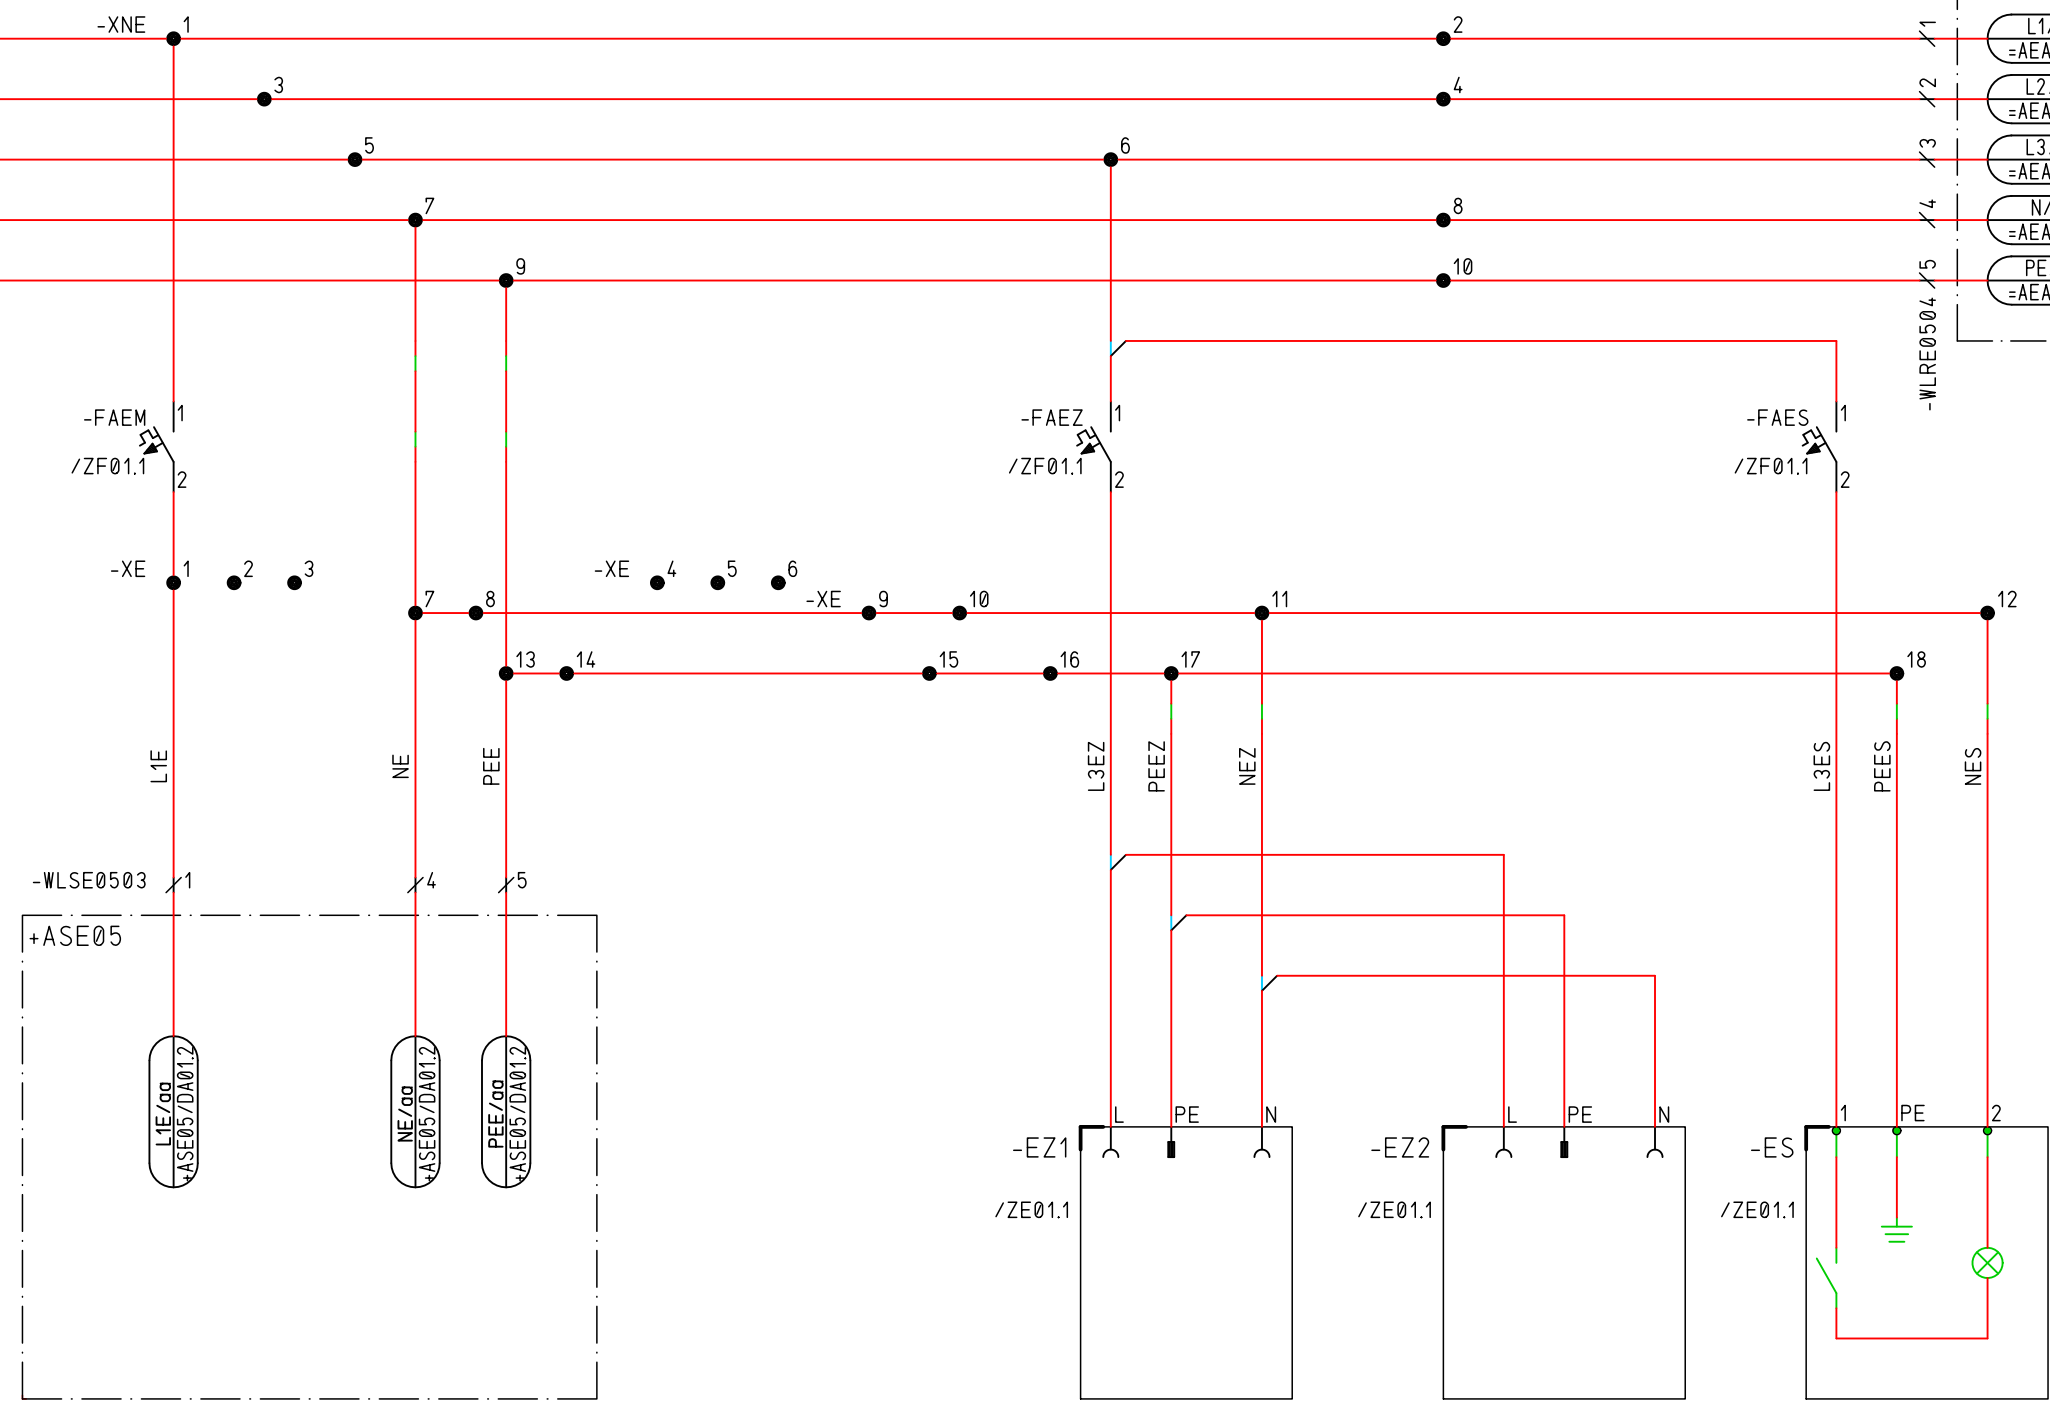 -XNE 1 2 1 L1/
=AEA
3 4 2 L2.
=AEA
5 6 3 L3.
=AEA
7 8 4 N/
=AEA
9 10 5 PE
=AEA
-WLRE0504
-FAEM 1
/ZF01.1 2
-FAEZ 1
/ZF01.1 2
-FAES 1
/ZF01.1 2
-XE 1 2 3
-XE 4 5 6
7 8 -XE 9 10 11 12
13 14 15 16 17 18
L1E NE PEE L3EZ PEEZ NEZ L3ES PEES NES
-WLSE0503 1 4 5
+ASE05
L1E/aa
+ASE05/DA01.2
NE/aa
+ASE05/DA01.2
PEE/aa
+ASE05/DA01.2
L PE N
-EZ1
/ZE01.1
L PE N
-EZ2
/ZE01.1
1 PE 2
-ES
/ZE01.1